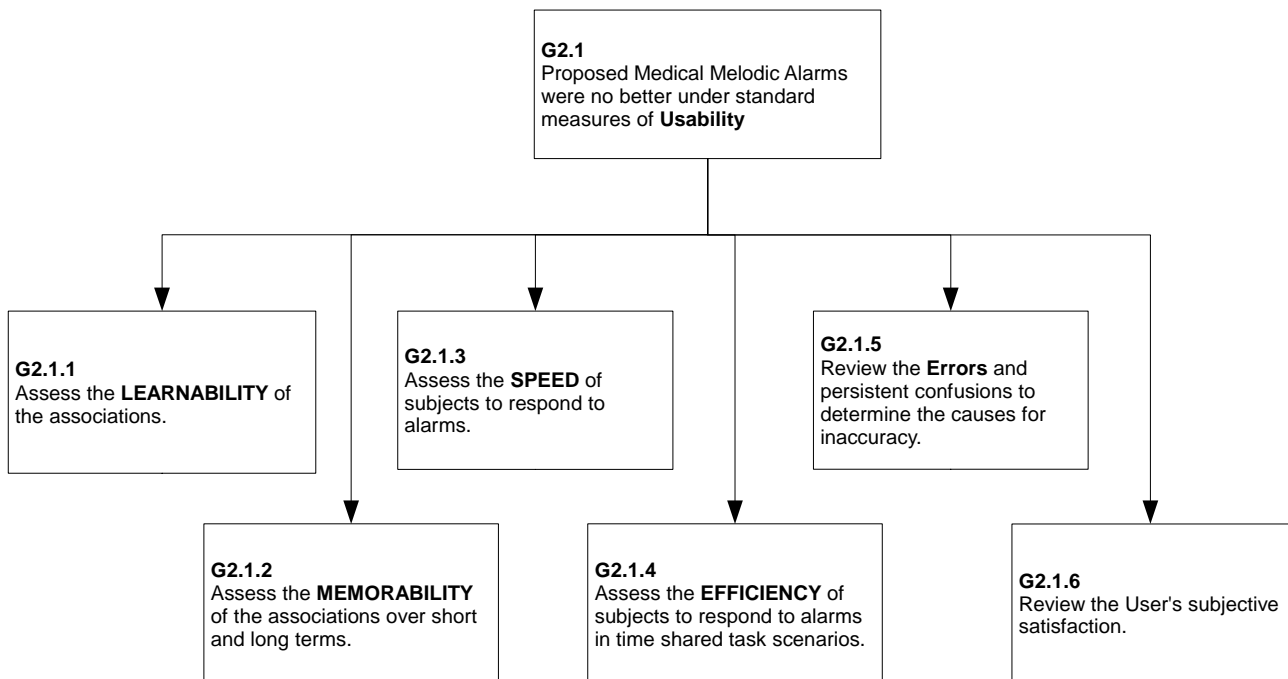 G2.1
Proposed Medical Melodic Alarms
were no better under standard
measures of Usability
G2.1.1
Assess the LEARNABILITY of
the associations.
G2.1.3
Assess the SPEED of
subjects to respond to
alarms.
G2.1.5
Review the Errors and
persistent confusions to
determine the causes for
inaccuracy.
G2.1.2
Assess the MEMORABILITY
of the associations over short
and long terms.
G2.1.4
Assess the EFFICIENCY of
subjects to respond to alarms
in time shared task scenarios.
G2.1.6
Review the User's subjective
satisfaction.